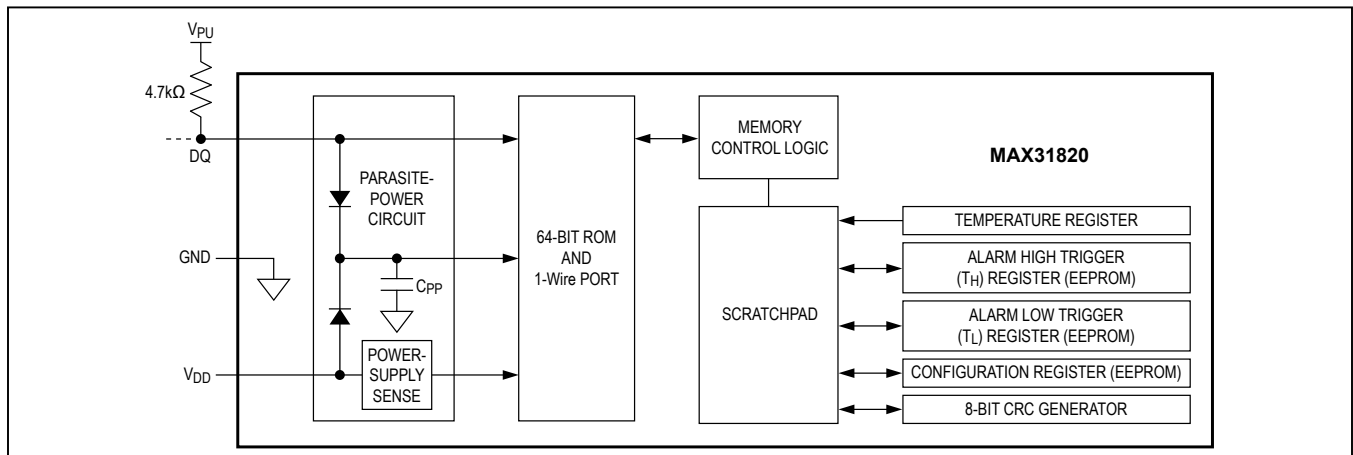 VPU
4.7kΩ
DQ
GND
VDD
PARASITE-
POWER
CIRCUIT
CPP
POWER-
SUPPLY
SENSE
64-BIT ROM
AND
1-Wire PORT
MEMORY
CONTROL LOGIC
SCRATCHPAD
MAX31820
TEMPERATURE REGISTER
ALARM HIGH TRIGGER
(TH) REGISTER (EEPROM)
ALARM LOW TRIGGER
(TL) REGISTER (EEPROM)
CONFIGURATION REGISTER (EEPROM)
8-BIT CRC GENERATOR